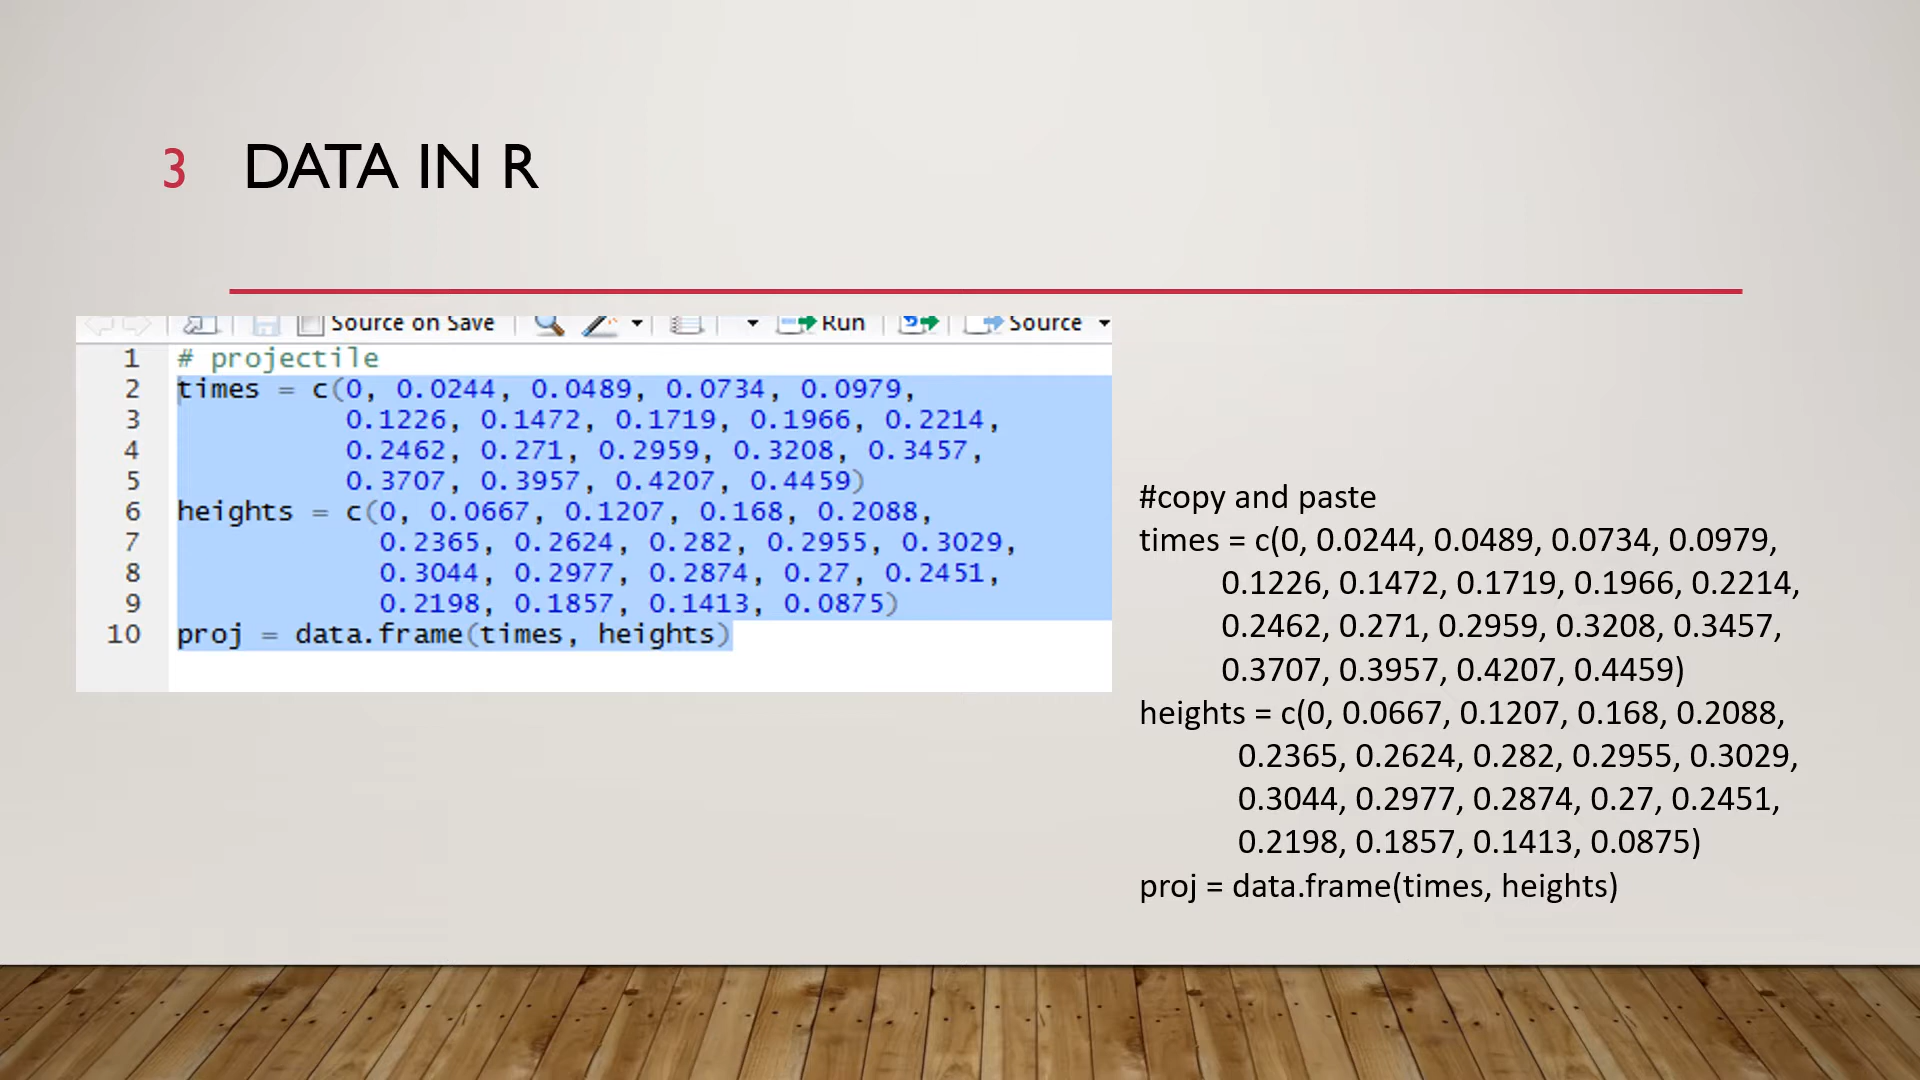 3 DATA IN R
Source on Save Run Source
1 # projectile
2 times = c(0, 0.0244, 0.0489, 0.0734, 0.0979,
3 0.1226, 0.1472, 0.1719, 0.1966, 0.2214,
4 0.2462, 0.271, 0.2959, 0.3208, 0.3457,
5 0.3707, 0.3957, 0.4207, 0.4459)
6 heights = c(0, 0.0667, 0.1207, 0.168, 0.2088,
7 0.2365, 0.2624, 0.282, 0.2955, 0.3029,
8 0.3044, 0.2977, 0.2874, 0.27, 0.2451,
9 0.2198, 0.1857, 0.1413, 0.0875)
10 proj = data.frame(times, heights)
#copy and paste
times = c(0, 0.0244, 0.0489, 0.0734, 0.0979,
0.1226, 0.1472, 0.1719, 0.1966, 0.2214,
0.2462, 0.271, 0.2959, 0.3208, 0.3457,
0.3707, 0.3957, 0.4207, 0.4459)
heights = c(0, 0.0667, 0.1207, 0.168, 0.2088,
0.2365, 0.2624, 0.282, 0.2955, 0.3029,
0.3044, 0.2977, 0.2874, 0.27, 0.2451,
0.2198, 0.1857, 0.1413, 0.0875)
proj = data.frame(times, heights)